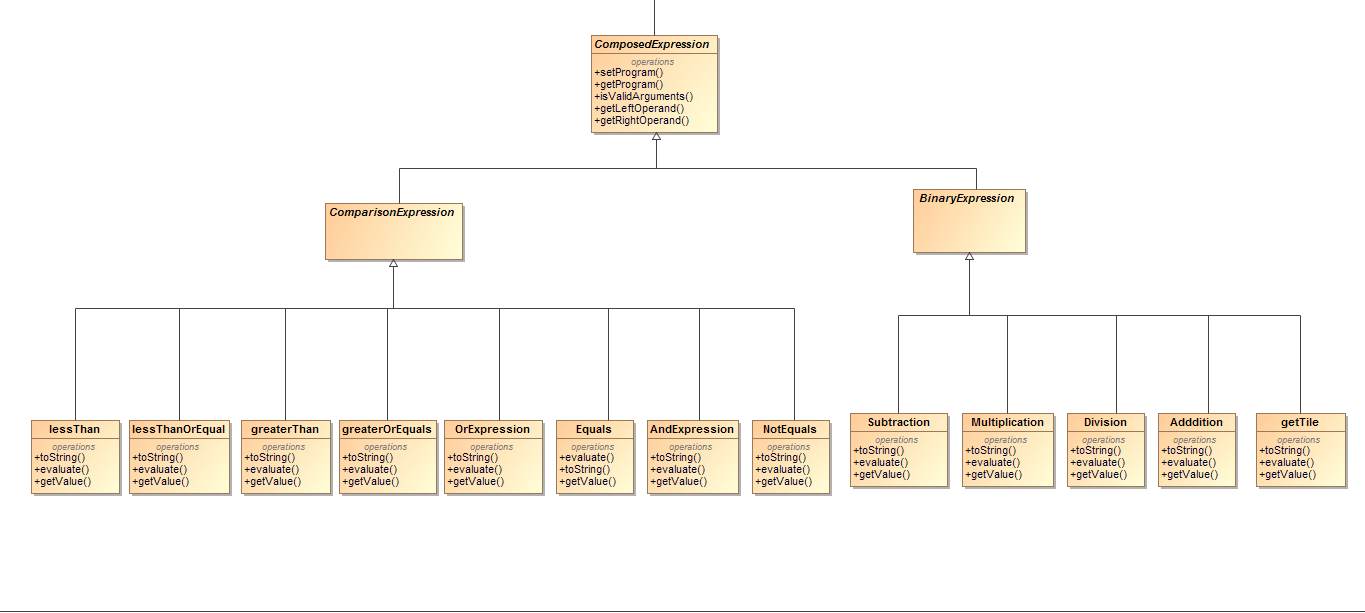 ComposedExpression
operations
+setProgram()
+getProgram()
+isValidArguments()
+getLeftOperand()
+getRightOperand()
ComparisonExpression
BinaryExpression
lessThan
operations
+toString()
+evaluate()
+getValue()
lessThanOrEqual
operations
+toString()
+evaluate()
+getValue()
greaterThan
operations
+toString()
+evaluate()
+getValue()
greaterOrEquals
operations
+toString()
+evaluate()
+getValue()
OrExpression
operations
+toString()
+evaluate()
+getValue()
Equals
operations
+evaluate()
+toString()
+getValue()
AndExpression
operations
+toString()
+evaluate()
+getValue()
NotEquals
operations
+toString()
+evaluate()
+getValue()
Subtraction
operations
+toString()
+evaluate()
+getValue()
Multiplication
operations
+toString()
+evaluate()
+getValue()
Division
operations
+toString()
+evaluate()
+getValue()
Adddition
operations
+toString()
+evaluate()
+getValue()
getTile
operations
+toString()
+evaluate()
+getValue()